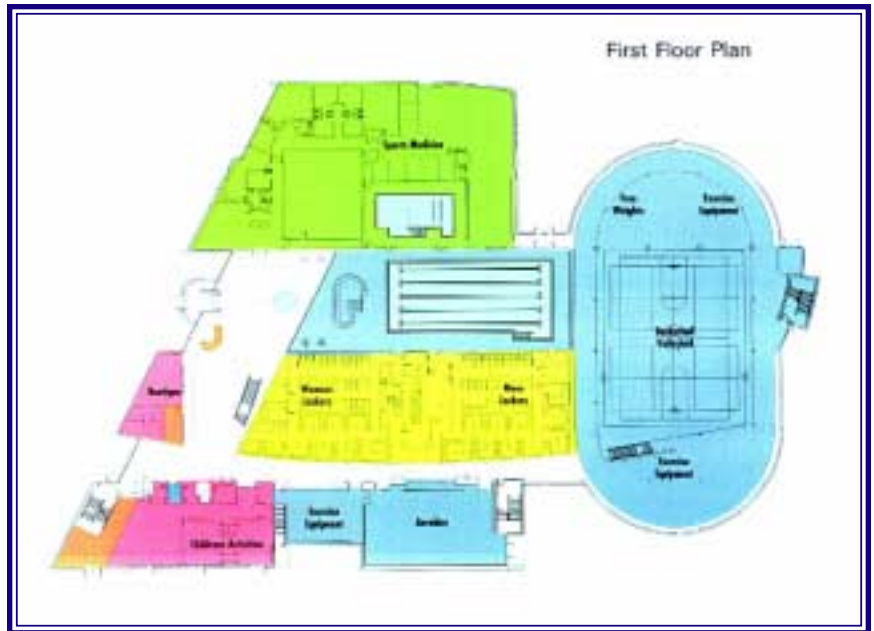 First Floor Plan
Sports Medicine
Free
Weights
Exercise
Equipment
Basketball
Volleyball
Womens
Lockers
Mens
Lockers
Boutique
Exercise
Equipment
Exercise
Equipment
Aerobics
Childrens Activities